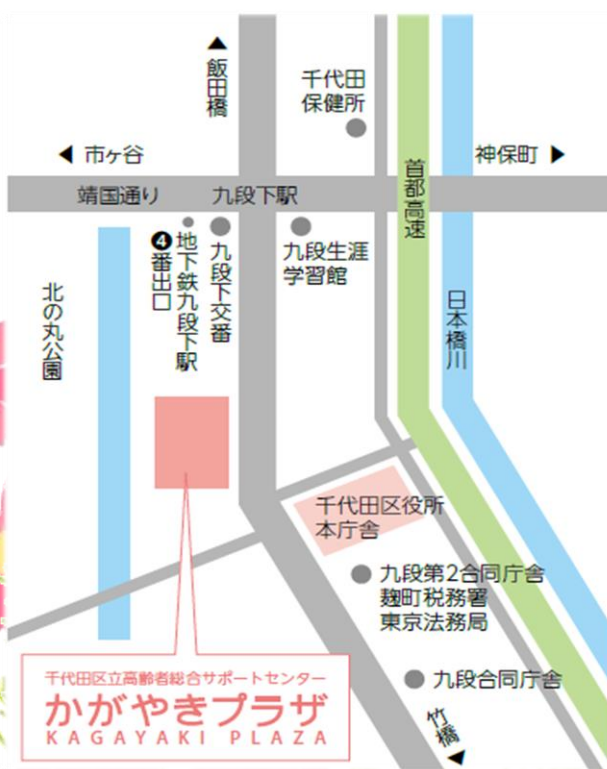 ▲
飯田橋
千代田
保健所
◀ 市ヶ谷
神保町 ▶
靖国通り
九段下駅
首都高速
❹番出口
地下鉄九段下駅
九段下交番
九段生涯
学習館
北の丸公園
日本橋川
千代田区役所
本庁舎
九段第2合同庁舎
麹町税務署
東京法務局
九段合同庁舎
竹橋
▼
千代田区立高齢者総合サポートセンター
かがやきプラザ
KAGAYAKI PLAZA